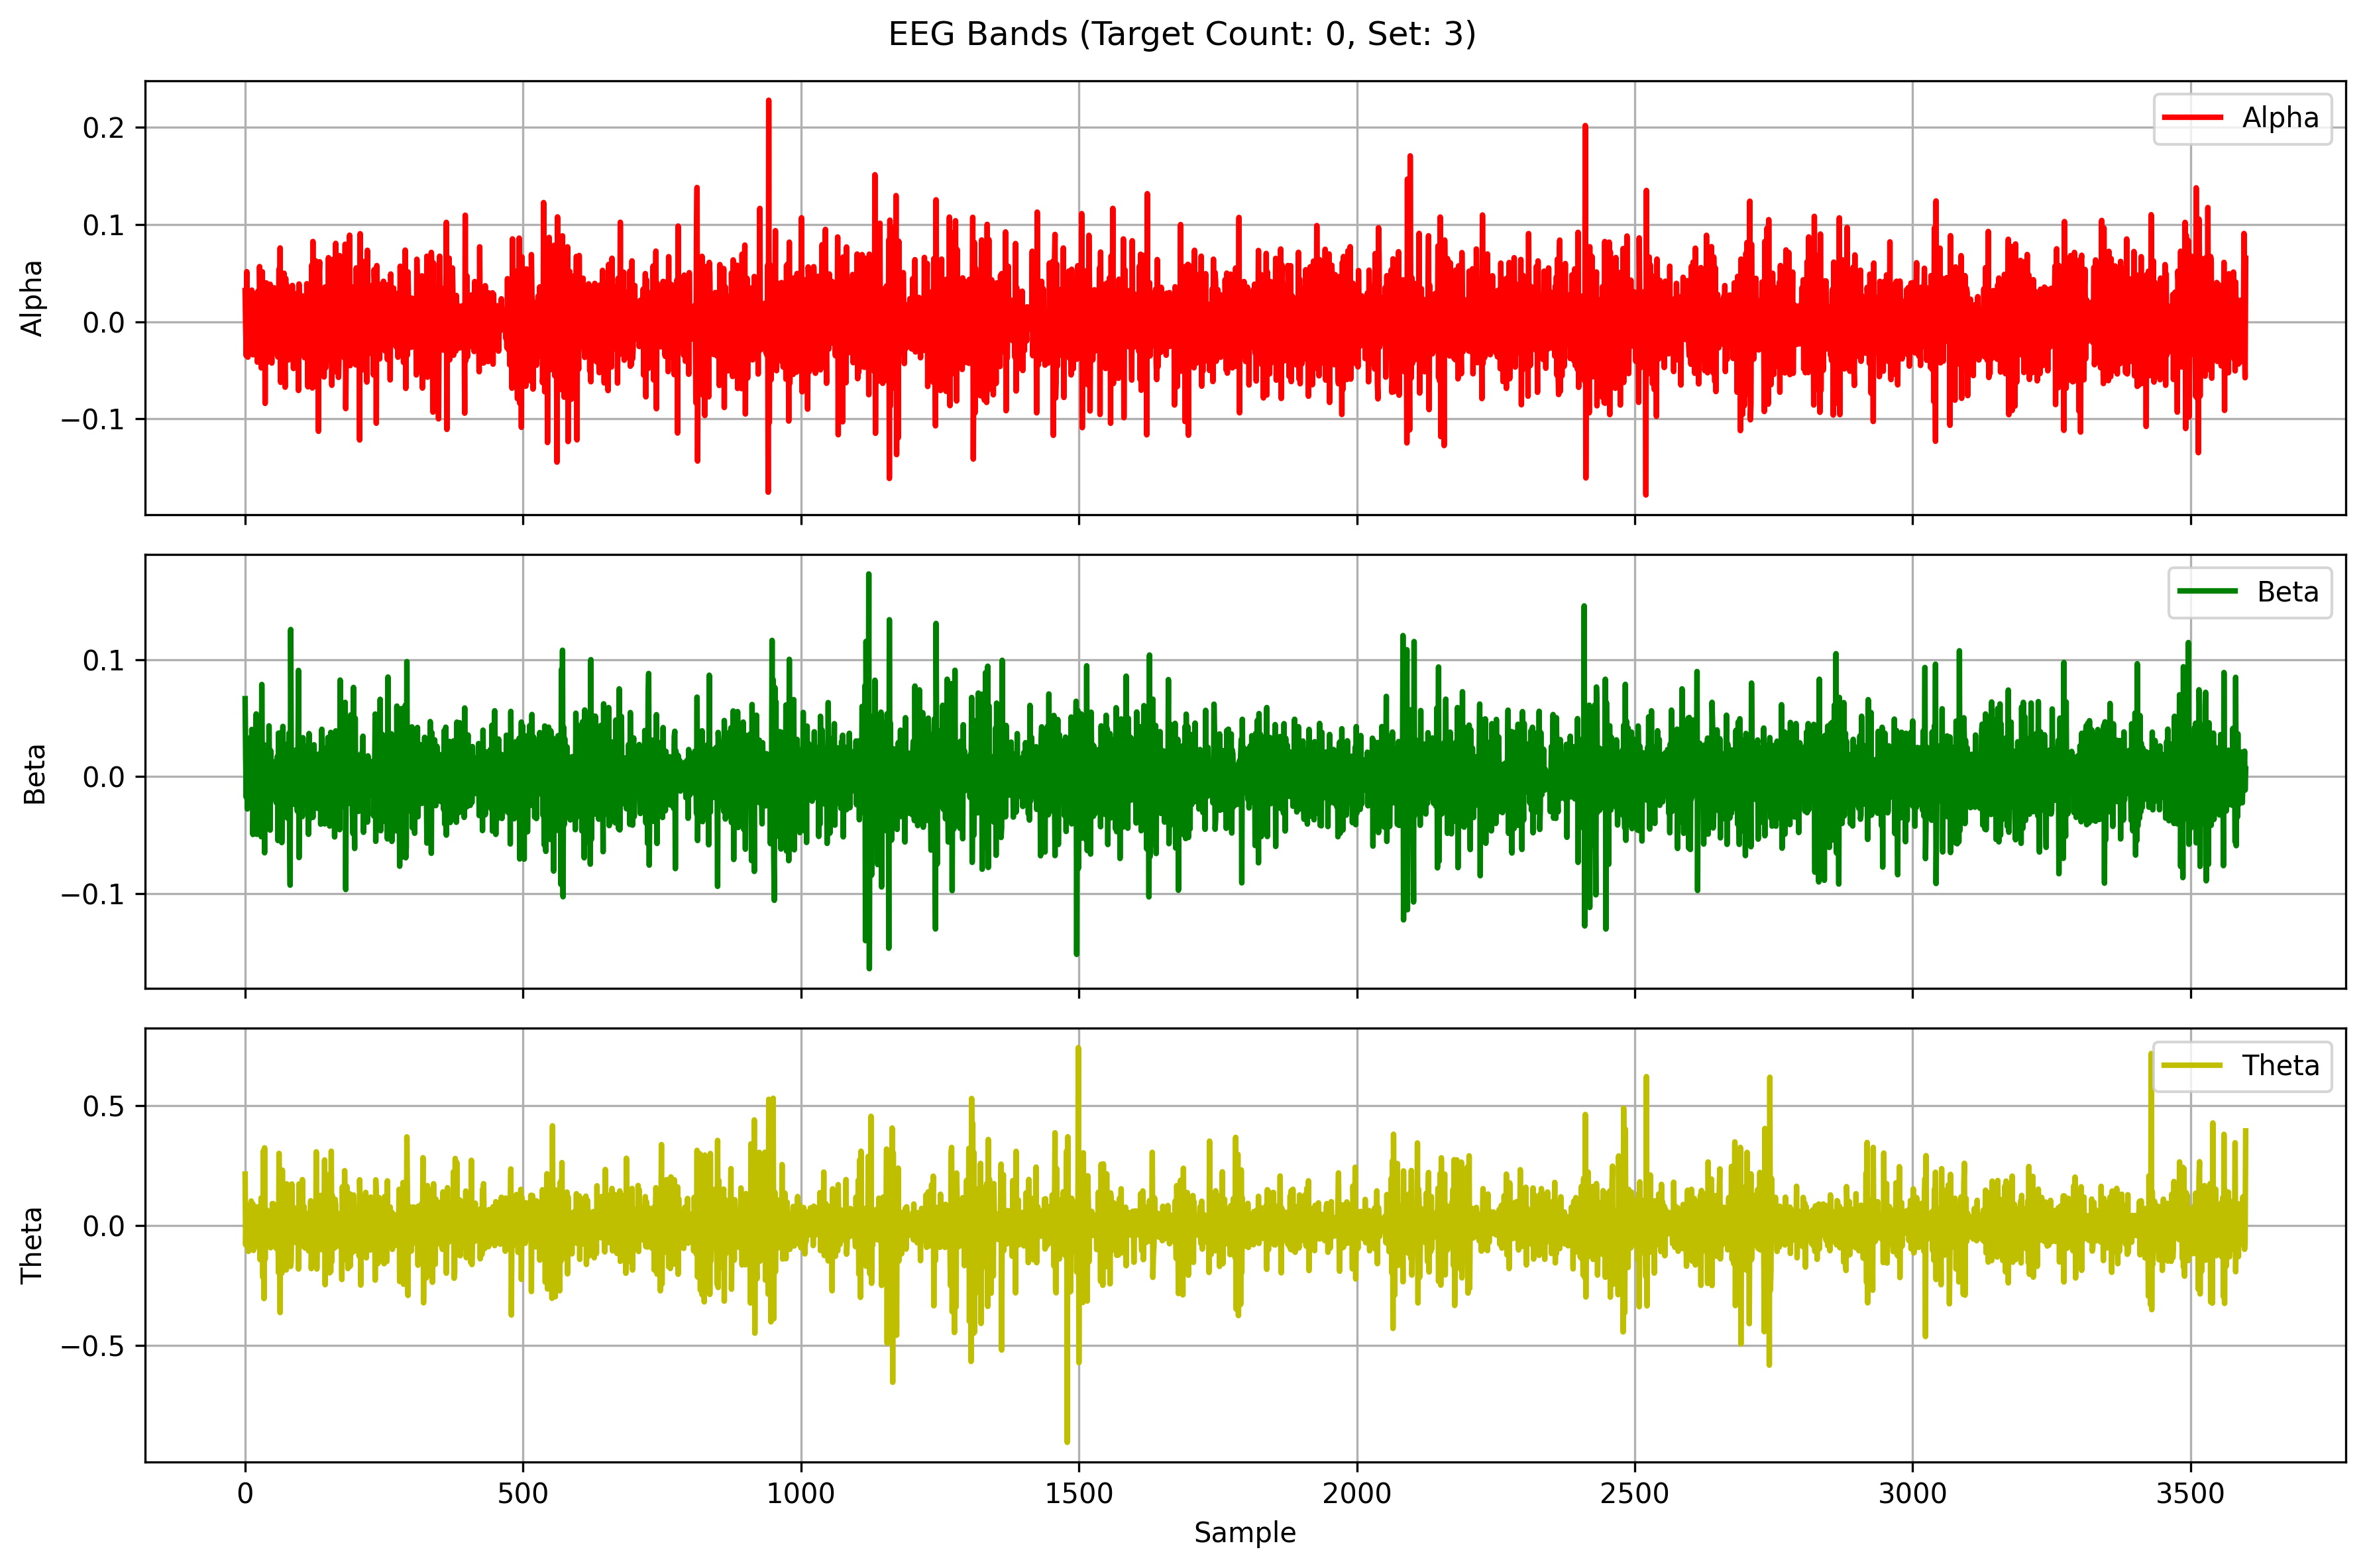 EEG Bands (Target Count: 0, Set: 3)
Alpha
0.2
0.1
0.0
−0.1
Alpha
Beta
0.1
0.0
−0.1
Beta
Theta
0.5
0.0
−0.5
Theta
0 500 1000 1500 2000 2500 3000 3500
Sample